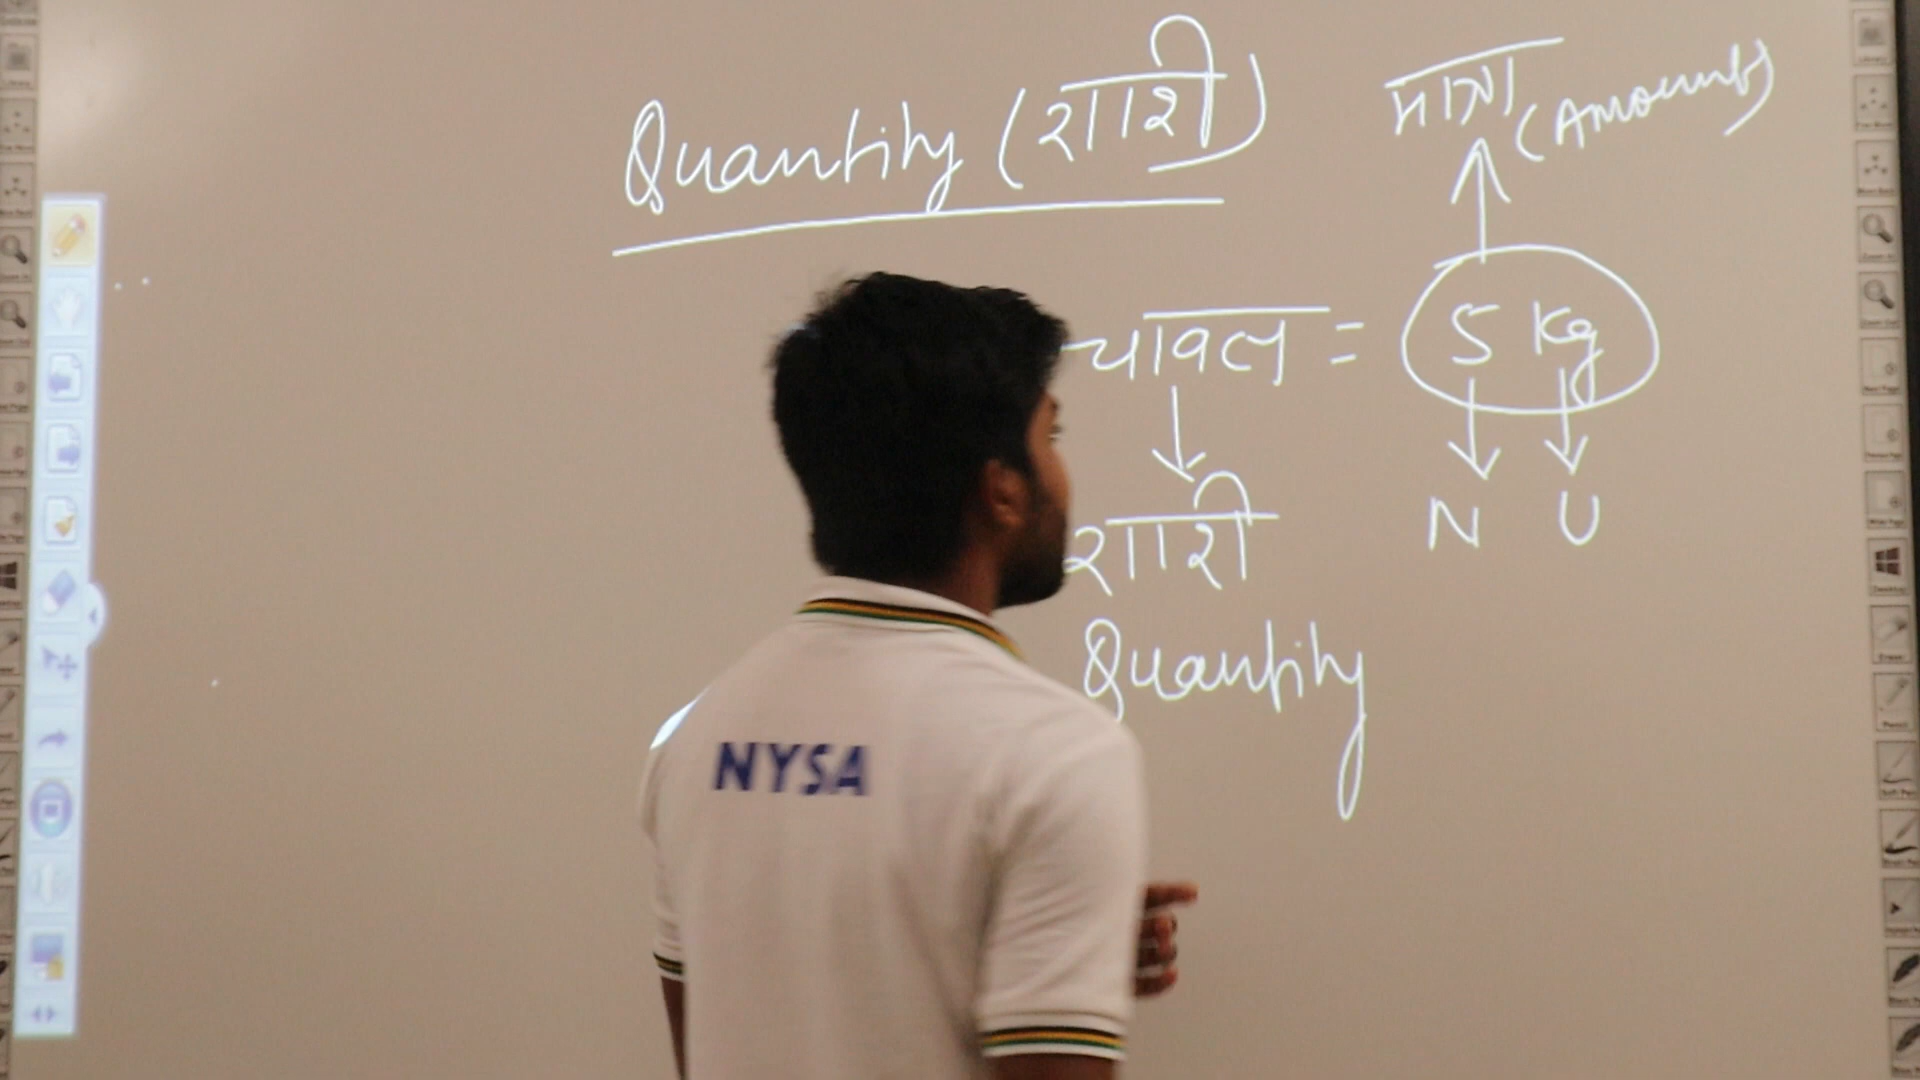 Quantity (राशी)
मात्रा (Amount)
चावल = 5 Kg
N U
राशी
Quantity
NYSA